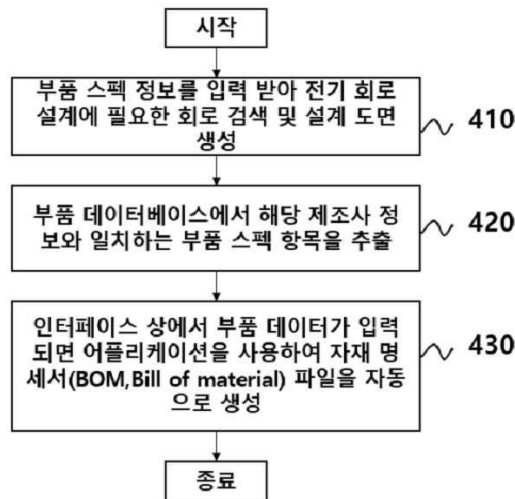 시작
부품 스펙 정보를 입력 받아 전기 회로
설계에 필요한 회로 검색 및 설계 도면
생성
410
부품 데이터베이스에서 해당 제조사 정
보와 일치하는 부품 스펙 항목을 추출
420
인터페이스 상에서 부품 데이터가 입력
되면 어플리케이션을 사용하여 자재 명
세서(BOM,Bill of material) 파일을 자동
으로 생성
430
종료